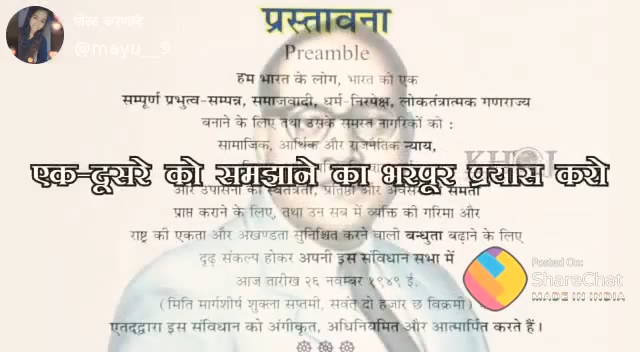 पोस्ट करणारे
@mayu__9
प्रस्तावना
Preamble
हम भारत के लोग, भारत को एक
सम्पूर्ण प्रभुत्व-सम्पन्न, समाजवादी, धर्म-निरपेक्ष, लोकतंत्रात्मक गणराज्य
बनाने के लिए तथा उसके समस्त नागरिकों को :
सामाजिक, आर्थिक और राजनैतिक न्याय,
KHOJ
एक-दूसरे को समझाने का भरपूर प्रयास करो
और उपासना की स्वतंत्रता, प्रतिष्ठा और अवसर की समता
प्राप्त कराने के लिए, तथा उन सब में व्यक्ति की गरिमा और
राष्ट्र की एकता और अखण्डता सुनिश्चित करने वाली बन्धुता बढ़ाने के लिए
दृढ़ संकल्प होकर अपनी इस संविधान सभा में
आज तारीख २६ नवम्बर १९४९ ई.
(मिति मार्गशीर्ष शुक्ला सप्तमी, सवंत् दो हजार छ विक्रमी)
एतद्द्वारा इस संविधान को अंगीकृत, अधिनियमित और आत्मार्पित करते हैं।
Posted On:
ShareChat
MADE IN INDIA